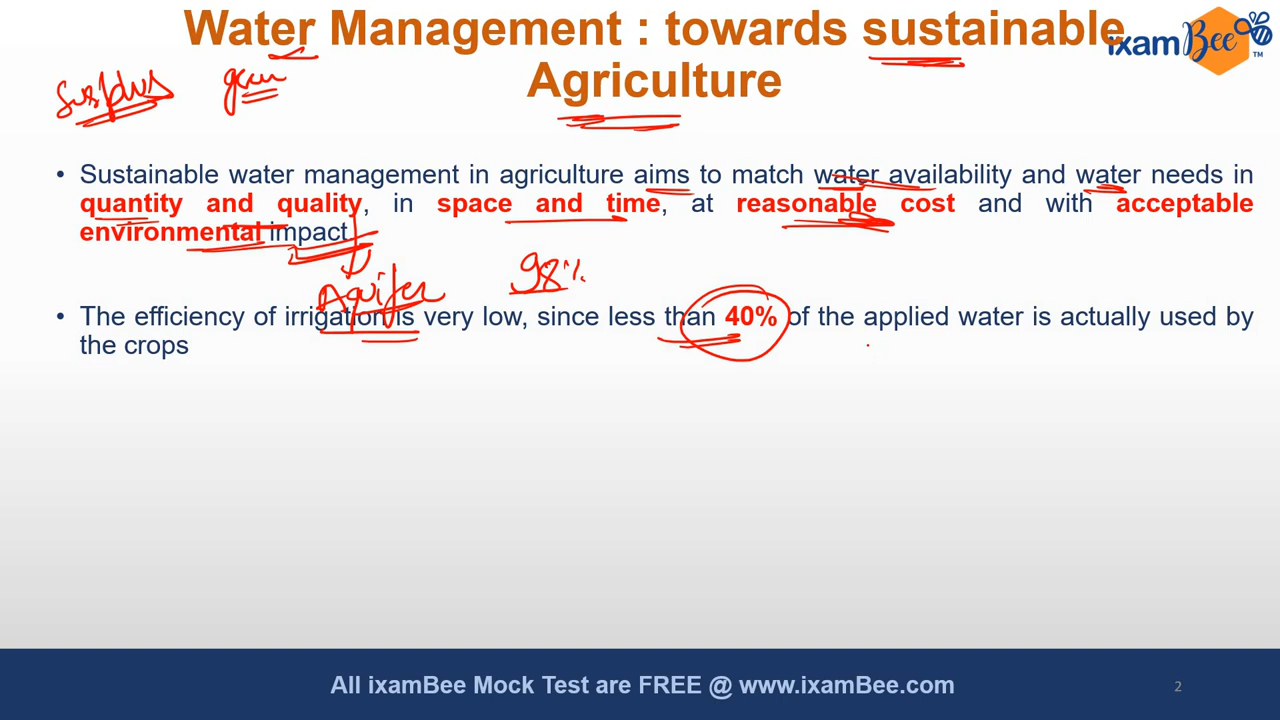 Water Management : towards sustainable
Agriculture
ixamBee TM
Surplus
• Sustainable water management in agriculture aims to match water availability and water needs in
quantity and quality, in space and time, at reasonable cost and with acceptable
environmental impact
Aquifer 98%
• The efficiency of irrigation is very low, since less than 40% of the applied water is actually used by
the crops
All ixamBee Mock Test are FREE @ www.ixamBee.com
2